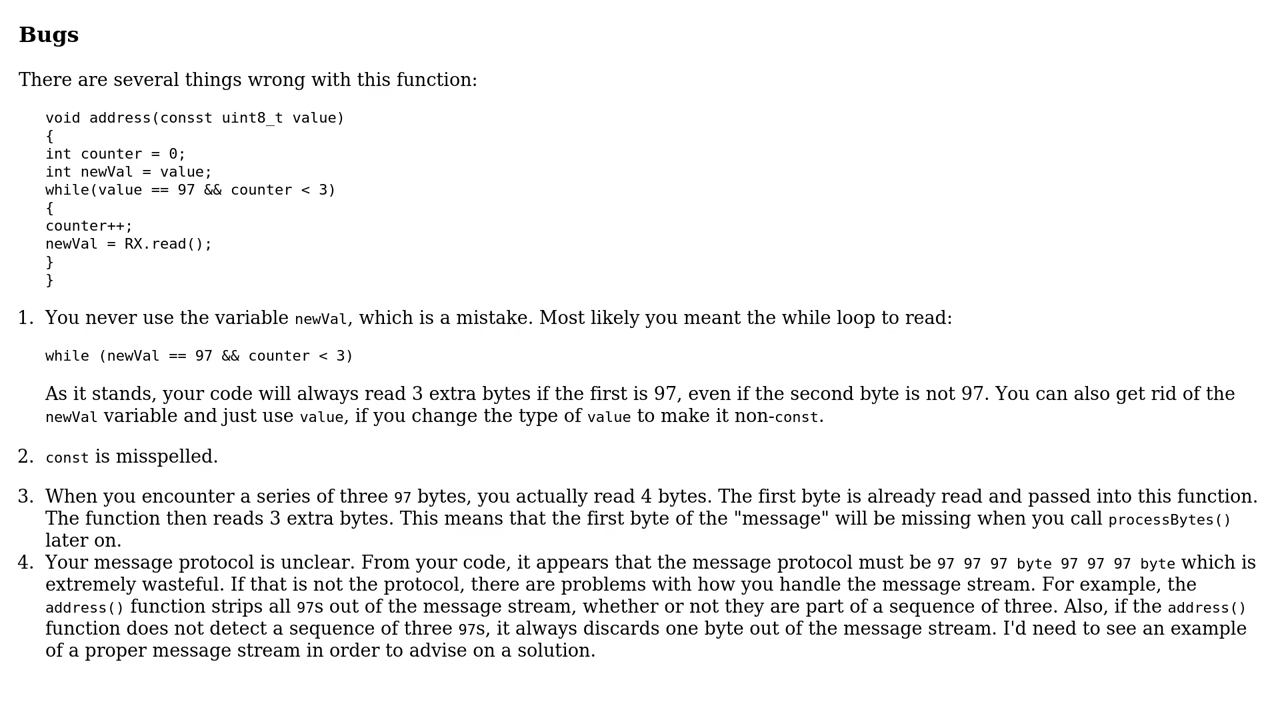 Bugs
There are several things wrong with this function:
void address(consst uint8_t value)
{
int counter = 0;
int newVal = value;
while(value == 97 && counter < 3)
{
counter++;
newVal = RX.read();
}
}
1. You never use the variable newVal, which is a mistake. Most likely you meant the while loop to read:
while (newVal == 97 && counter < 3)
As it stands, your code will always read 3 extra bytes if the first is 97, even if the second byte is not 97. You can also get rid of the
newVal variable and just use value, if you change the type of value to make it non-const.
2. const is misspelled.
3. When you encounter a series of three 97 bytes, you actually read 4 bytes. The first byte is already read and passed into this function.
The function then reads 3 extra bytes. This means that the first byte of the "message" will be missing when you call processBytes()
later on.
4. Your message protocol is unclear. From your code, it appears that the message protocol must be 97 97 97 byte 97 97 97 byte which is
extremely wasteful. If that is not the protocol, there are problems with how you handle the message stream. For example, the
address() function strips all 97s out of the message stream, whether or not they are part of a sequence of three. Also, if the address()
function does not detect a sequence of three 97s, it always discards one byte out of the message stream. I'd need to see an example
of a proper message stream in order to advise on a solution.